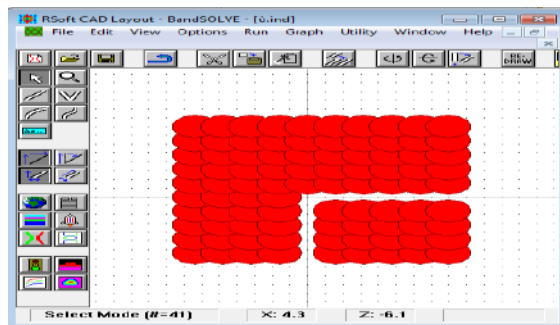 RSoft CAD Layout - BandSOLVE - [ù.ind]
File Edit View Options Run Graph Utility Window Help
RE-
DRAW
Select Mode (#=41) X: 4.3 Z: -6.1